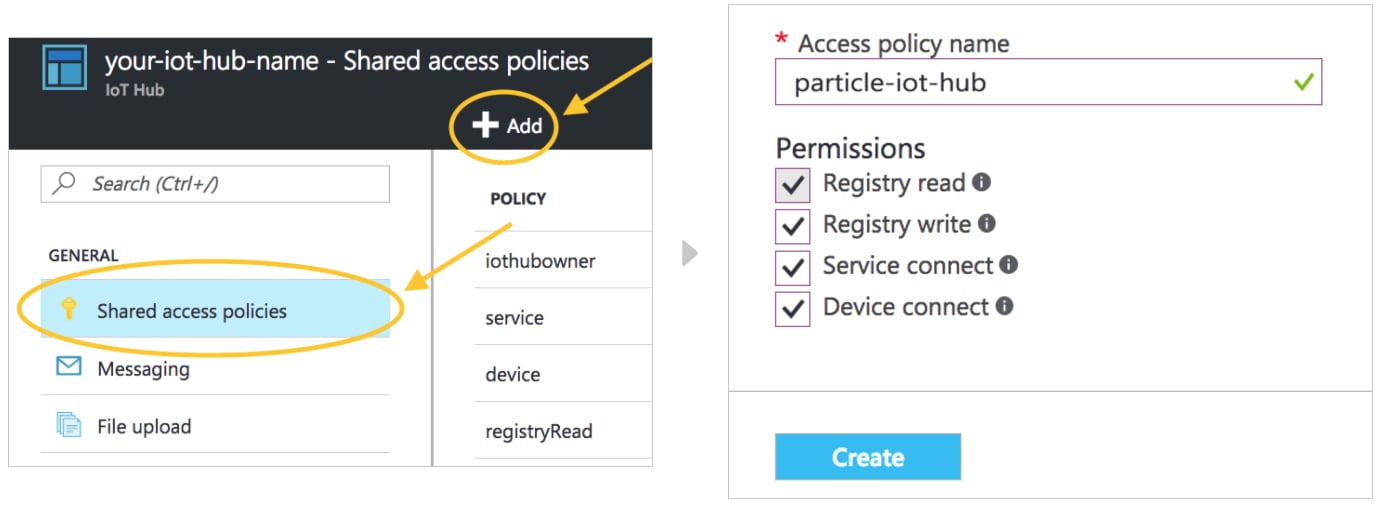 your-iot-hub-name - Shared access policies
IoT Hub
Add
Search (Ctrl+/)
GENERAL
Shared access policies
Messaging
File upload
POLICY
iothubowner
service
device
registryRead
* Access policy name
particle-iot-hub
Permissions
Registry read
Registry write
Service connect
Device connect
Create